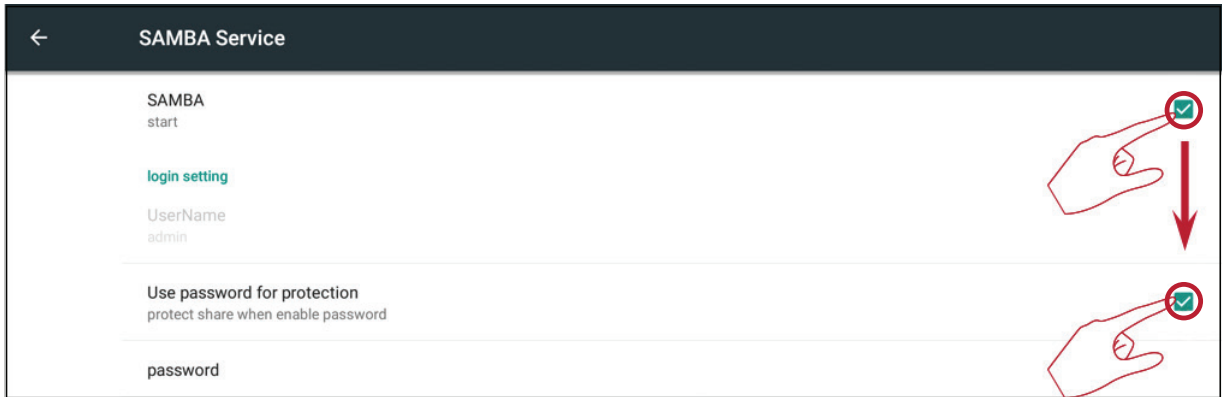 SAMBA Service
SAMBA
start
login setting
UserName
admin
Use password for protection
protect share when enable password
password